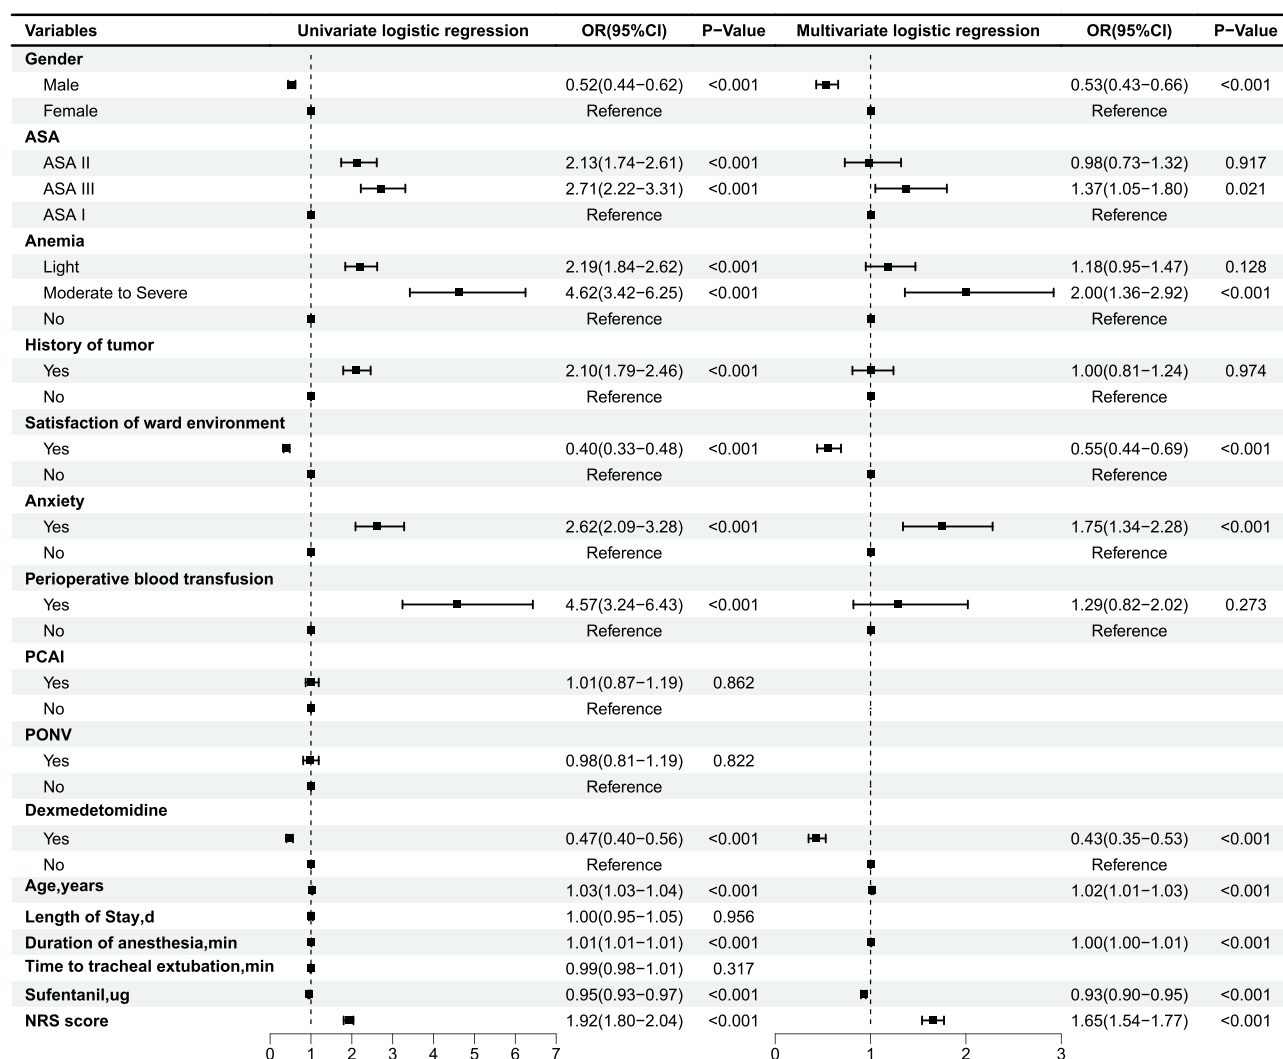 Variables Univariate logistic regression OR(95%CI) P−Value Multivariate logistic regression OR(95%CI) P−Value
Gender
Male 0.52(0.44−0.62) <0.001 0.53(0.43−0.66) <0.001
Female Reference Reference
ASA
ASA II 2.13(1.74−2.61) <0.001 0.98(0.73−1.32) 0.917
ASA III 2.71(2.22−3.31) <0.001 1.37(1.05−1.80) 0.021
ASA I Reference Reference
Anemia
Light 2.19(1.84−2.62) <0.001 1.18(0.95−1.47) 0.128
Moderate to Severe 4.62(3.42−6.25) <0.001 2.00(1.36−2.92) <0.001
No Reference Reference
History of tumor
Yes 2.10(1.79−2.46) <0.001 1.00(0.81−1.24) 0.974
No Reference Reference
Satisfaction of ward environment
Yes 0.40(0.33−0.48) <0.001 0.55(0.44−0.69) <0.001
No Reference Reference
Anxiety
Yes 2.62(2.09−3.28) <0.001 1.75(1.34−2.28) <0.001
No Reference Reference
Perioperative blood transfusion
Yes 4.57(3.24−6.43) <0.001 1.29(0.82−2.02) 0.273
No Reference Reference
PCAI
Yes 1.01(0.87−1.19) 0.862
No Reference
PONV
Yes 0.98(0.81−1.19) 0.822
No Reference
Dexmedetomidine
Yes 0.47(0.40−0.56) <0.001 0.43(0.35−0.53) <0.001
No Reference Reference
Age,years 1.03(1.03−1.04) <0.001 1.02(1.01−1.03) <0.001
Length of Stay,d 1.00(0.95−1.05) 0.956
Duration of anesthesia,min 1.01(1.01−1.01) <0.001 1.00(1.00−1.01) <0.001
Time to tracheal extubation,min 0.99(0.98−1.01) 0.317
Sufentanil,ug 0.95(0.93−0.97) <0.001 0.93(0.90−0.95) <0.001
NRS score 1.92(1.80−2.04) <0.001 1.65(1.54−1.77) <0.001
0 1 2 3 4 5 6 7 0 1 2 3